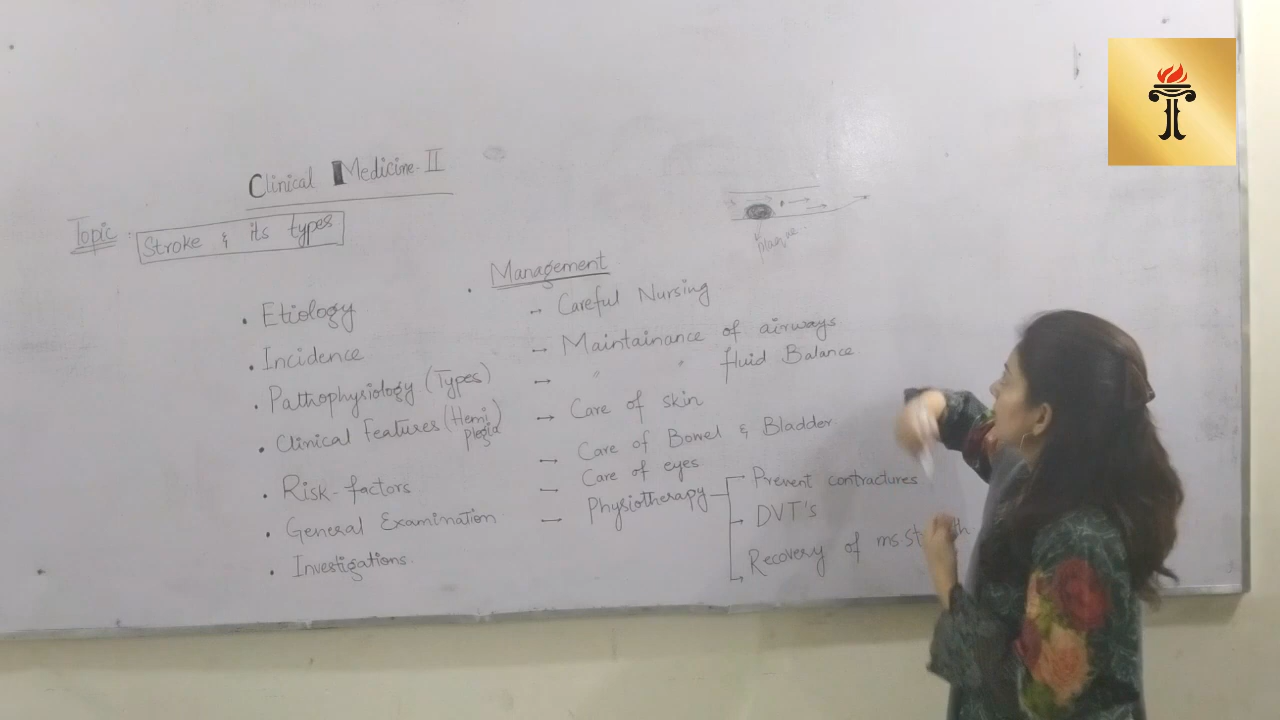 Clinical Medicine-II
Topic. Stroke & its types
• Etiology
• Incidence
• Pathophysiology (Types)
• Clinical Features (Hemi
plegia)
• Risk-factors
• General Examination
• Investigations.
• Management
→ Careful Nursing
→ Maintainance of airways
→ " " fluid Balance
→ Care of skin
→ Care of Bowel & Bladder.
→ Care of eyes
→ Physiotherapy
Prevent contractures
→ DVT's
→ Recovery of ms